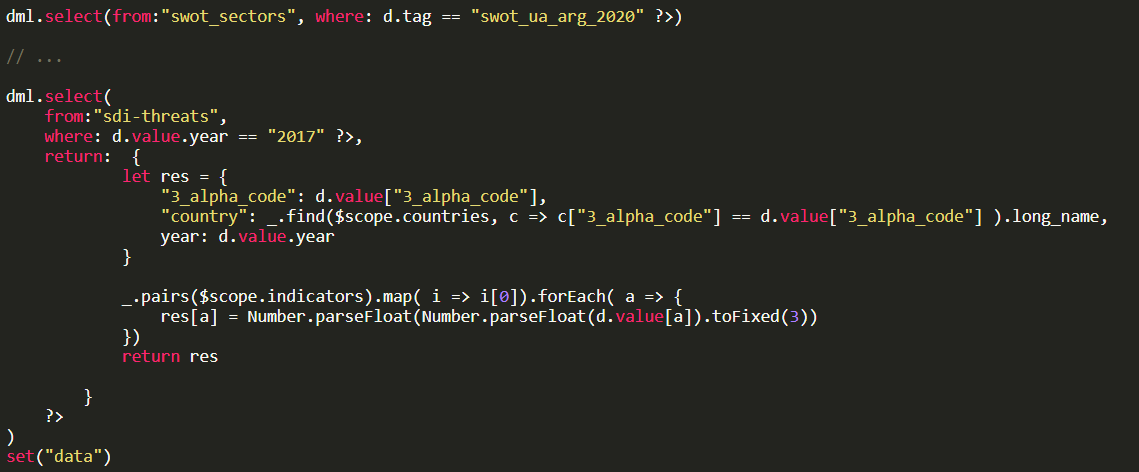 dml.select(from:"swot_sectors", where: d.tag == "swot_ua_arg_2020" ?>)
// ...
dml.select(
from:"sdi-threats",
where: d.value.year == "2017" ?>,
return:  {
let res = {
"3_alpha_code": d.value["3_alpha_code"],
"country": _.find($scope.countries, c => c["3_alpha_code"] == d.value["3_alpha_code"] ).long_name,
year: d.value.year
}
_.pairs($scope.indicators).map( i => i[0]).forEach( a => {
res[a] = Number.parseFloat(Number.parseFloat(d.value[a]).toFixed(3))
})
return res
}
?>
)
set("data")